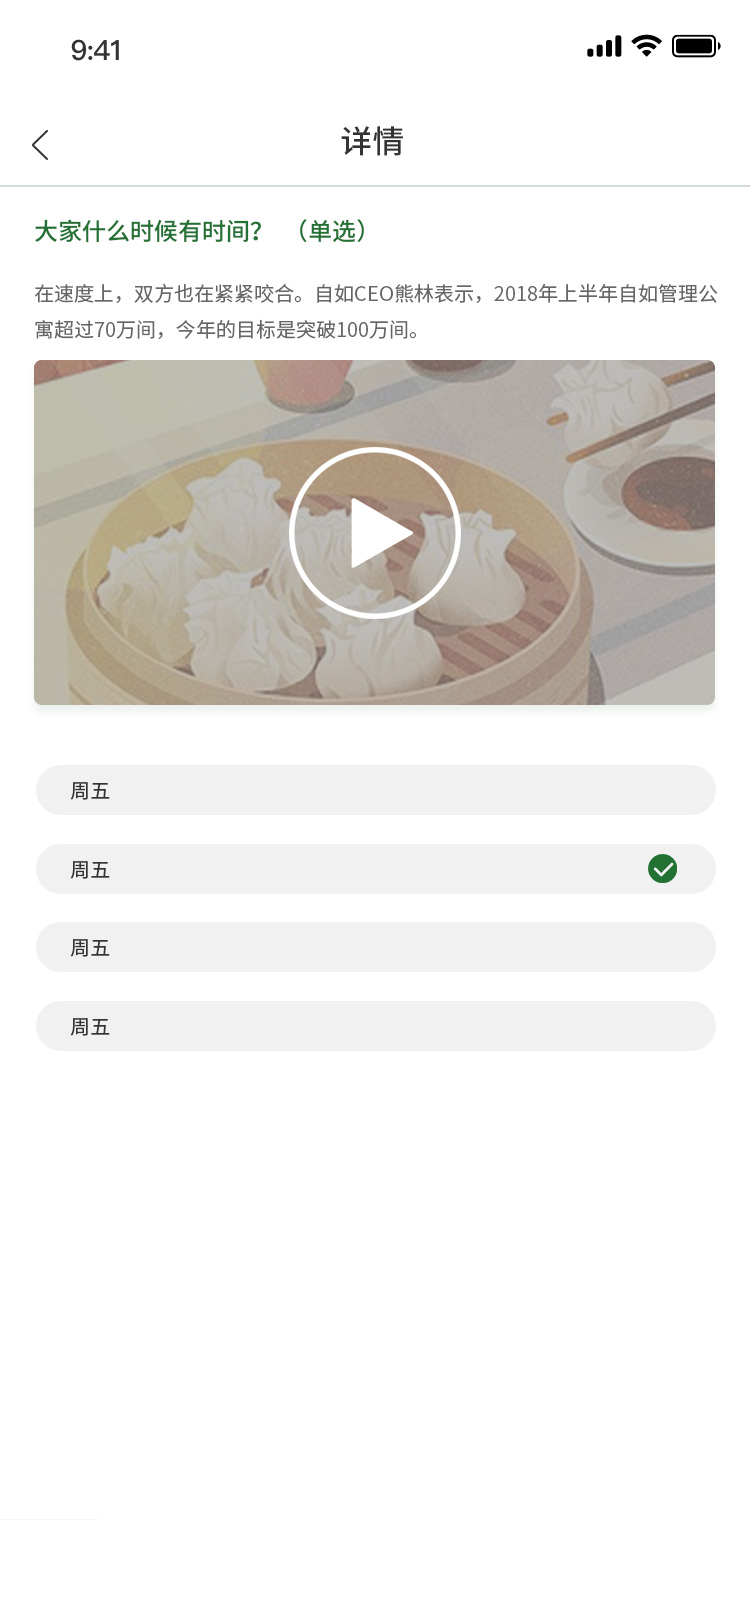 9:41
详情
大家什么时候有时间？ （单选）
在速度上，双方也在紧紧咬合。自如CEO熊林表示，2018年上半年自如管理公
寓超过70万间，今年的目标是突破100万间。
周五
周五
周五
周五